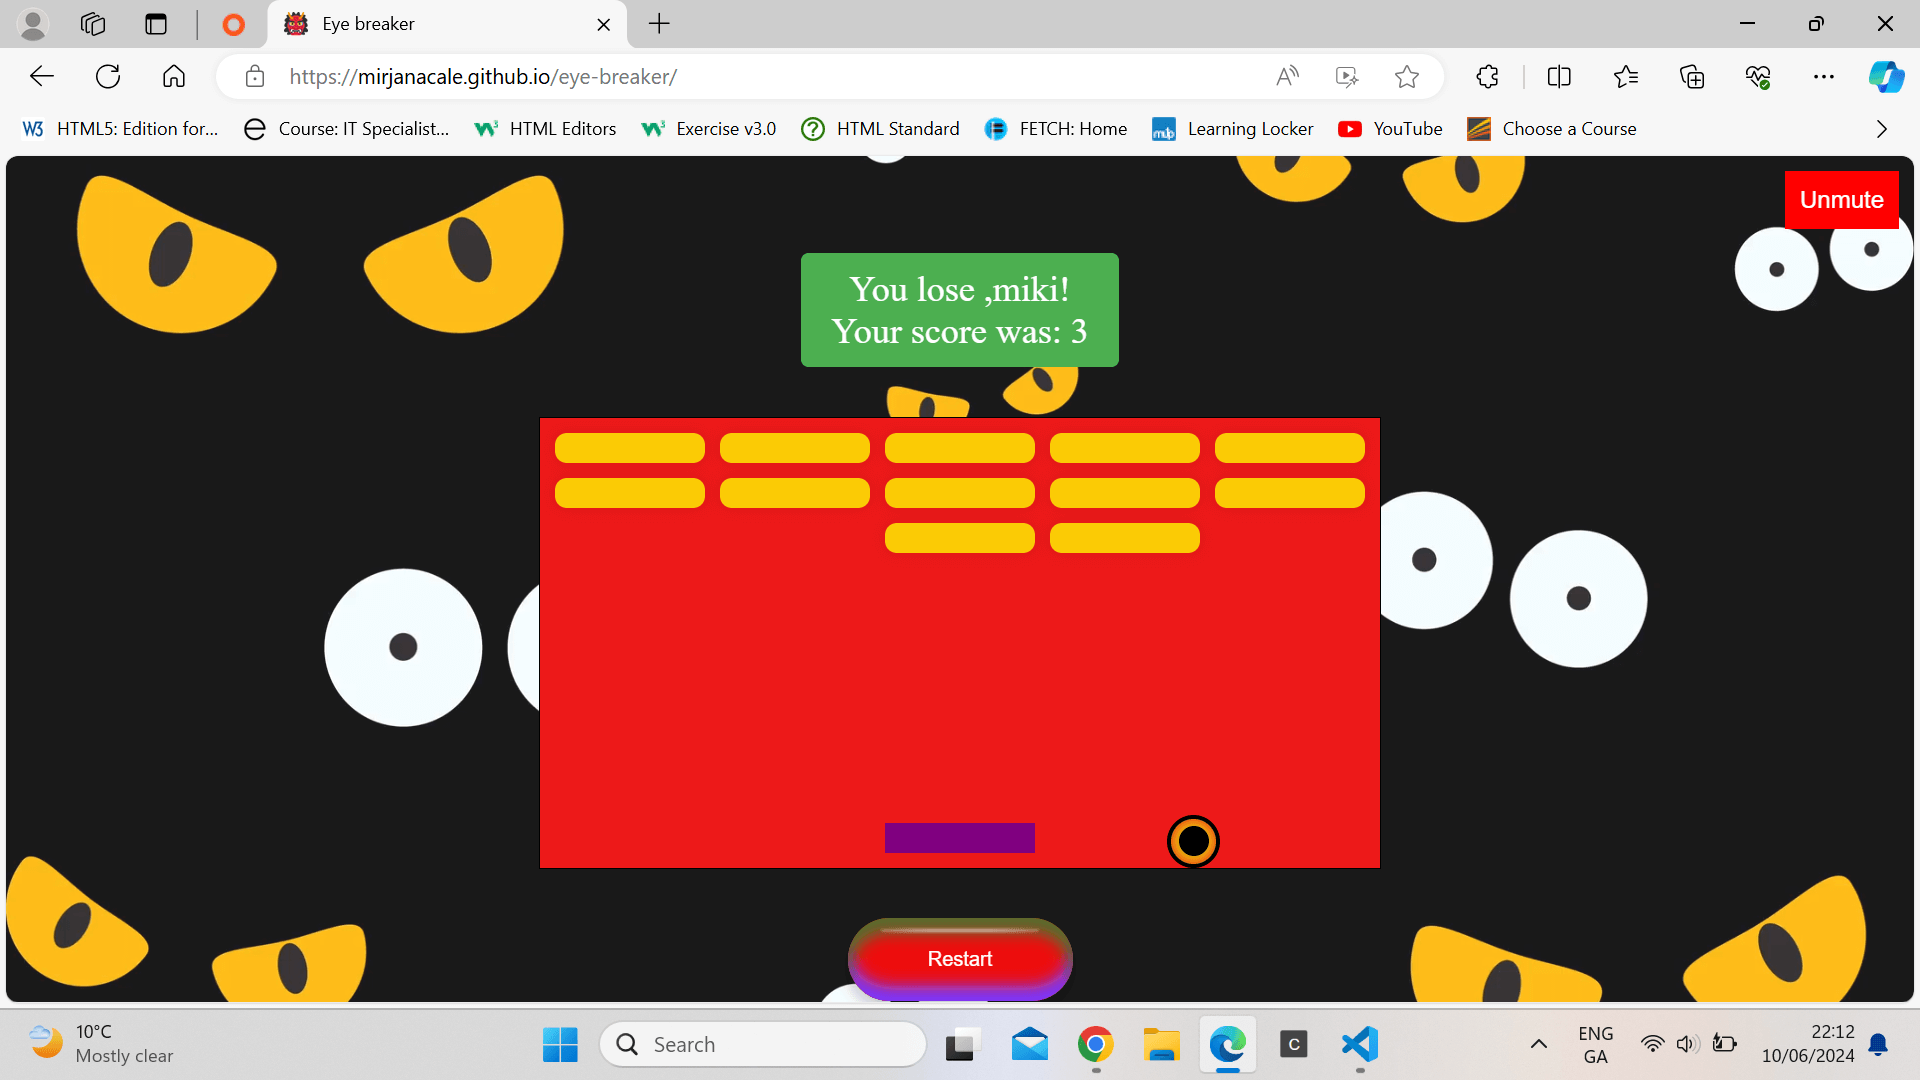 Eye breaker
https://mirjanacale.github.io/eye-breaker/
W3 HTML5: Edition for... Course: IT Specialist... HTML Editors Exercise v3.0 HTML Standard FETCH: Home Learning Locker YouTube Choose a Course
Unmute
You lose ,miki!
Your score was: 3
Restart
10°C
Mostly clear
Search
C
ENG
GA
22:12
10/06/2024